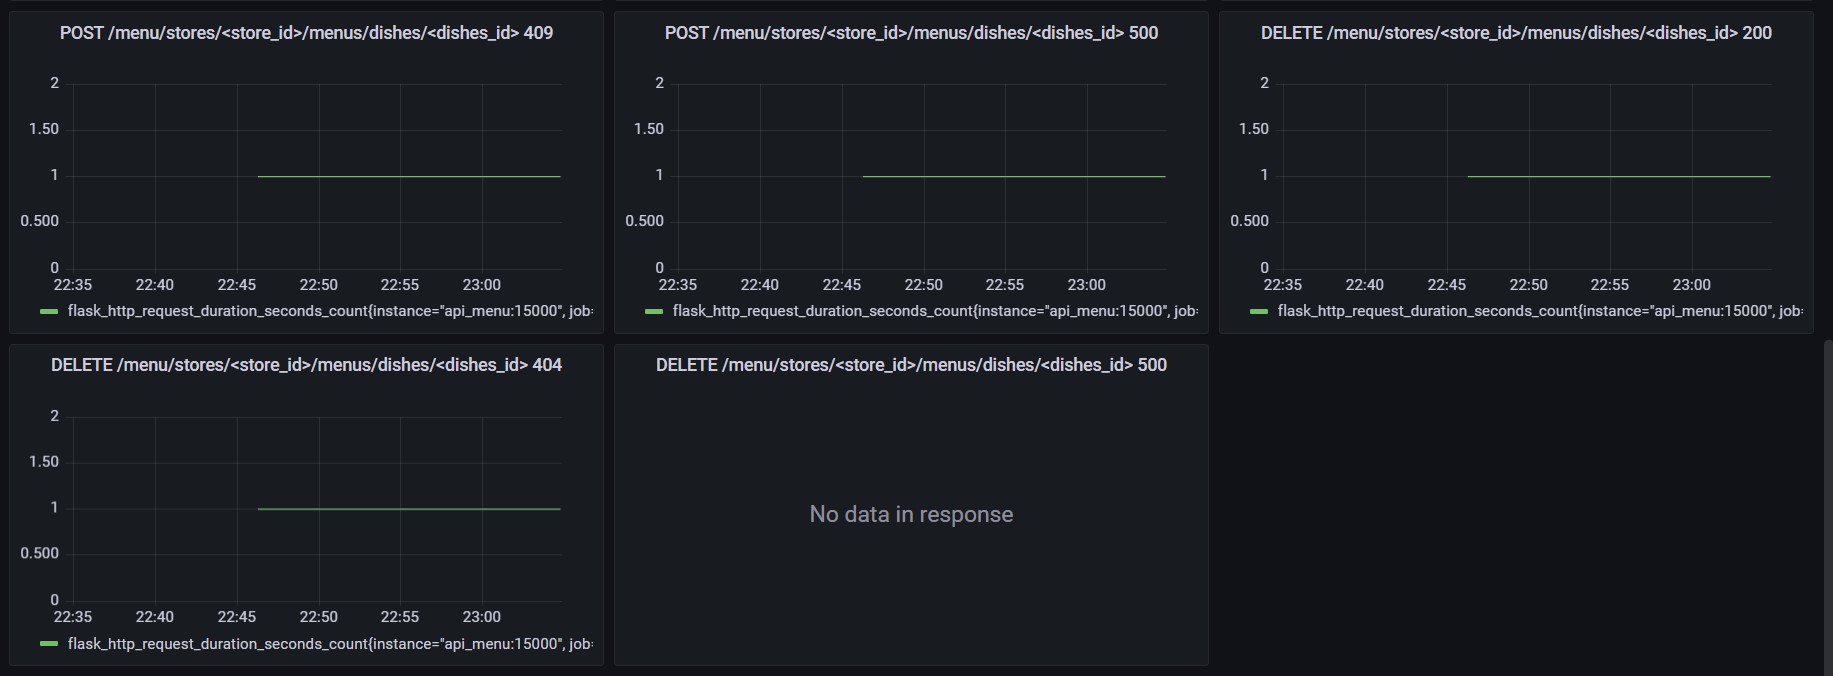 POST /menu/stores/<store_id>/menus/dishes/<dishes_id> 409
2
1.50
1
0.500
0
22:35 22:40 22:45 22:50 22:55 23:00
flask_http_request_duration_seconds_count{instance="api_menu:15000", job=
POST /menu/stores/<store_id>/menus/dishes/<dishes_id> 500
2
1.50
1
0.500
0
22:35 22:40 22:45 22:50 22:55 23:00
flask_http_request_duration_seconds_count{instance="api_menu:15000", job=
DELETE /menu/stores/<store_id>/menus/dishes/<dishes_id> 200
2
1.50
1
0.500
0
22:35 22:40 22:45 22:50 22:55 23:00
flask_http_request_duration_seconds_count{instance="api_menu:15000", job=
DELETE /menu/stores/<store_id>/menus/dishes/<dishes_id> 404
2
1.50
1
0.500
0
22:35 22:40 22:45 22:50 22:55 23:00
flask_http_request_duration_seconds_count{instance="api_menu:15000", job=
DELETE /menu/stores/<store_id>/menus/dishes/<dishes_id> 500
No data in response